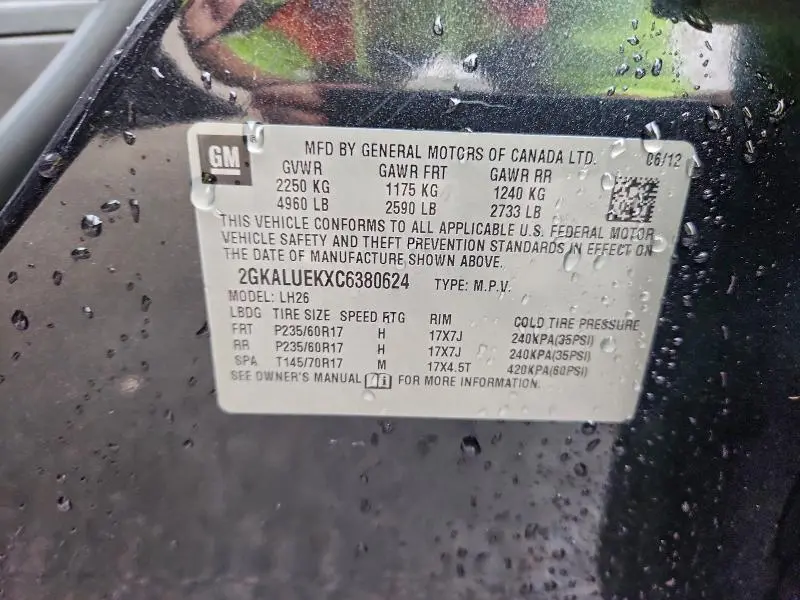 GM
MFD BY GENERAL MOTORS OF CANADA LTD. 06/12
GVWR GAWR FRT GAWR RR
2250 KG 1175 KG 1240 KG
4960 LB 2590 LB 2733 LB
THIS VEHICLE CONFORMS TO ALL APPLICABLE U.S. FEDERAL MOTOR
VEHICLE SAFETY AND THEFT PREVENTION STANDARDS IN EFFECT ON
THE DATE OF MANUFACTURE SHOWN ABOVE.
2GKALUEKXC6380624 TYPE: M.P.V.
MODEL: LH26
LBDG TIRE SIZE SPEED RTG RIM COLD TIRE PRESSURE
FRT P235/60R17 H 17X7J 240KPA(35PSI)
RR P235/60R17 H 17X7J 240KPA(35PSI)
SPA T145/70R17 M 17X4.5T 420KPA(60PSI)
SEE OWNER'S MANUAL FOR MORE INFORMATION.